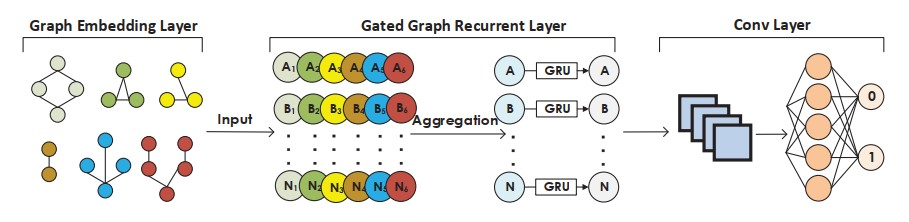 Graph Embedding Layer
Gated Graph Recurrent Layer
Conv Layer
A1 A2 A3 A4 A5 A6
A GRU A
0
Input
B1 B2 B3 B4 B5 B6
Aggregation
B GRU B
1
N1 N2 N3 N4 N5 N6
N GRU N